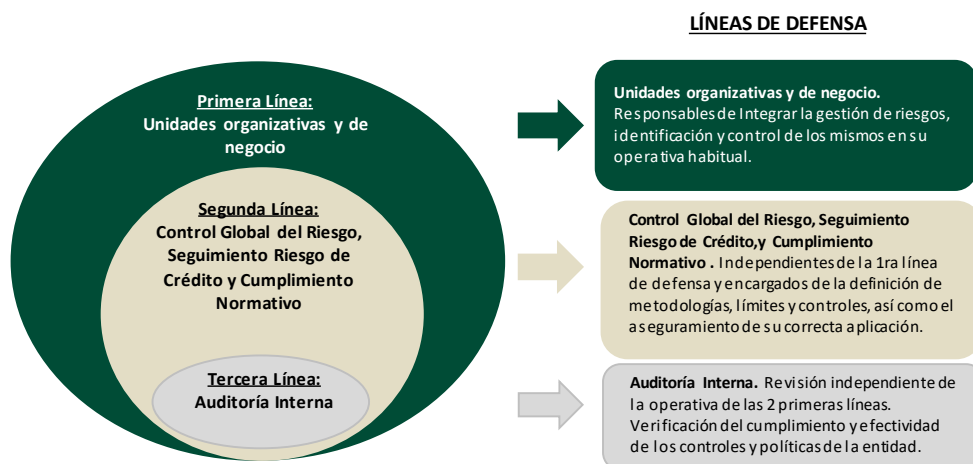 LÍNEAS DE DEFENSA
Primera Línea:
Unidades organizativas y de
negocio
Segunda Línea:
Control Global del Riesgo,
Seguimiento Riesgo de
Crédito y Cumplimiento
Normativo
Tercera Línea:
Auditoría Interna
Unidades organizativas y de negocio.
Responsables de Integrar la gestión de riesgos,
identificación y control de los mismos en su
operativa habitual.
Control Global del Riesgo, Seguimiento
Riesgo de Crédito,y Cumplimiento
Normativo . Independientes de la 1ra línea
de defensa y encargados de la definición de
metodologías, límites y controles, así como el
aseguramiento de su correcta aplicación.
Auditoría Interna. Revisión independiente de
la operativa de las 2 primeras líneas.
Verificación del cumplimiento y efectividad
de los controles y políticas de la entidad.